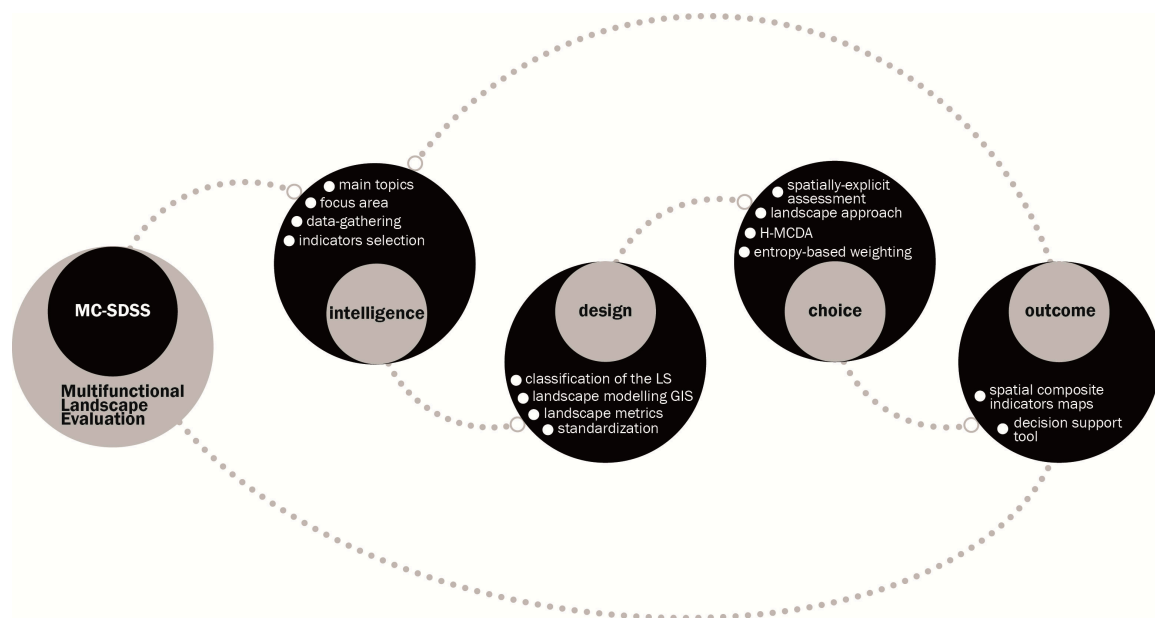 MC-SDSS
Multifunctional
Landscape
Evaluation
main topics
focus area
data-gathering
indicators selection
intelligence
design
classification of the LS
landscape modelling GIS
landscape metrics
standardization
spatially-explicit
assessment
landscape approach
H-MCDA
entropy-based weighting
choice
outcome
spatial composite
indicators maps
decision support
tool